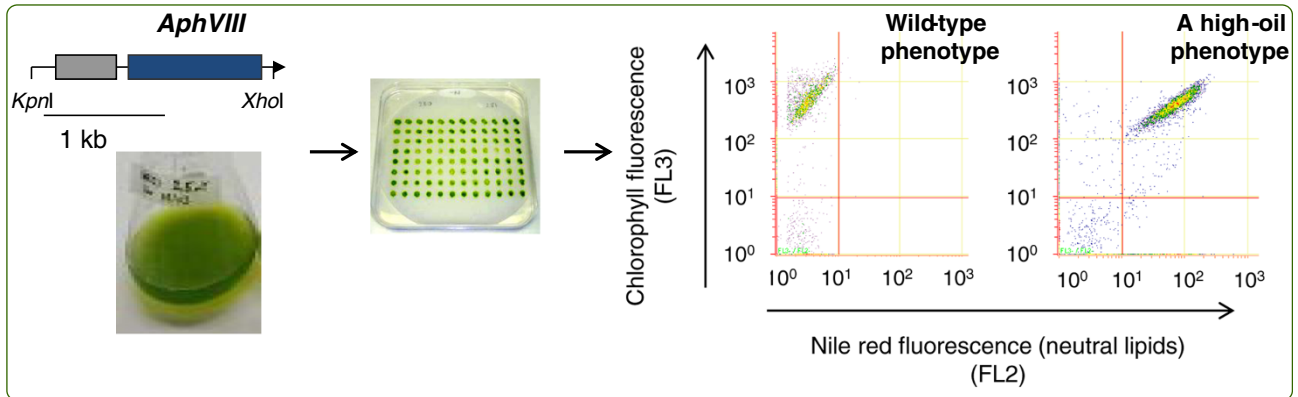 AphVIII
KpnI
XhoI
1 kb
Chlorophyll fluorescence
(FL3)
Wild-type
phenotype
10³
10²
10¹
10⁰
10⁰ 10¹ 10² 10³
A high-oil
phenotype
10³
10²
10¹
10⁰
10⁰ 10¹ 10² 10³
Nile red fluorescence (neutral lipids)
(FL2)